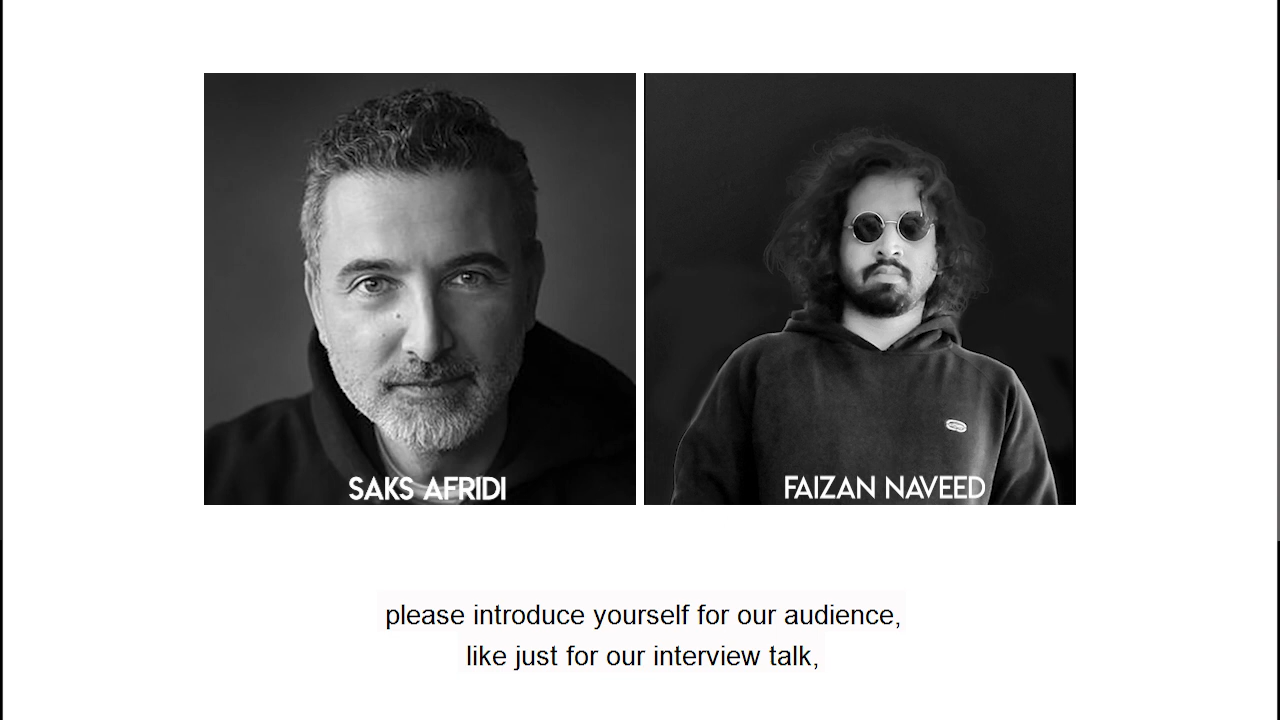 SAKS AFRIDI
FAIZAN NAVEED
please introduce yourself for our audience,
like just for our interview talk,